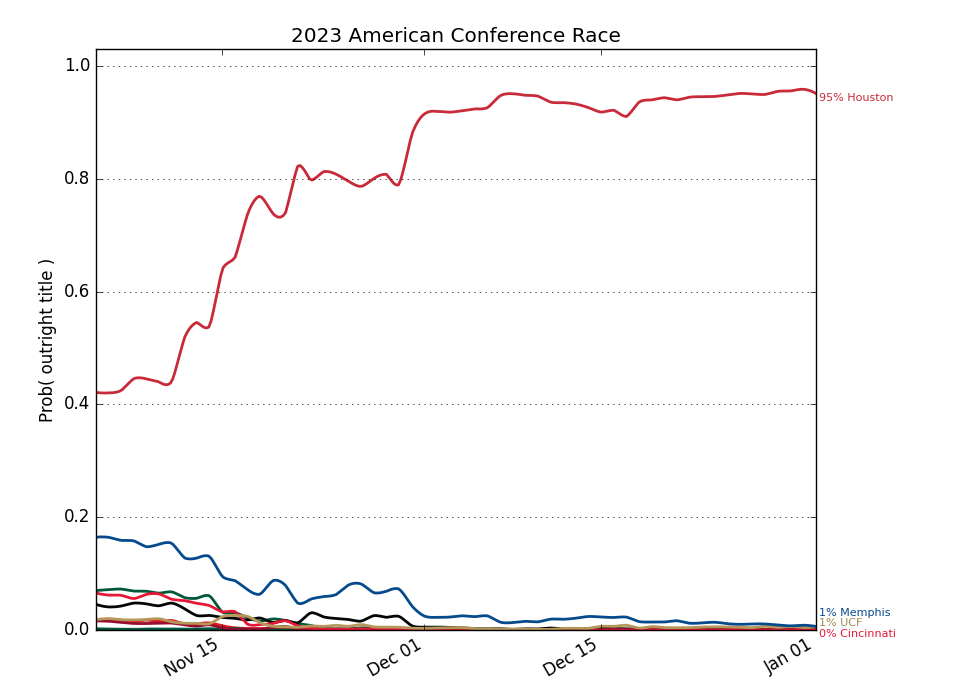 2023 American Conference Race
1.0
95% Houston
0.8
0.6
Prob( outright title )
0.4
0.2
1% Memphis
1% UCF
0.0
0% Cincinnati
Nov 15
Dec 01
Dec 15
Jan 01